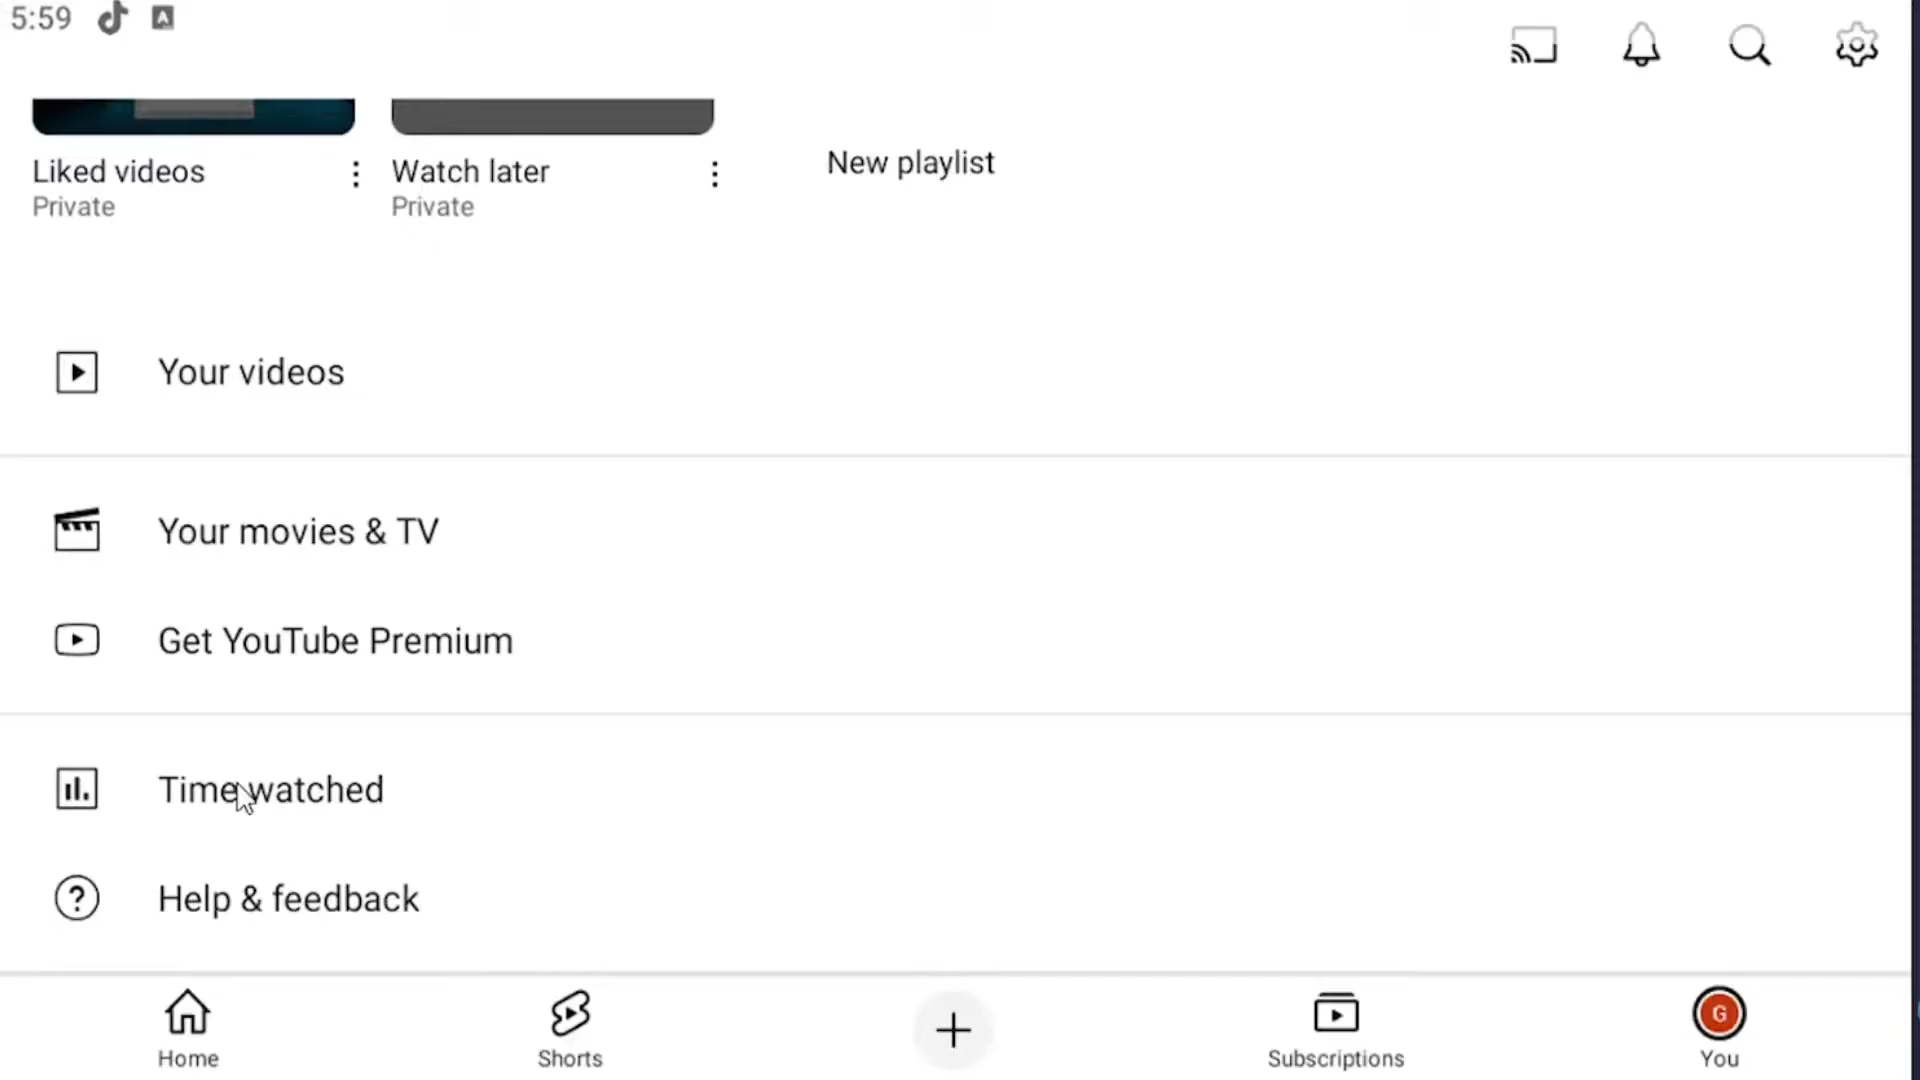 5:59
Liked videos
Private
Watch later
Private
New playlist
Your videos
Your movies & TV
Get YouTube Premium
Time watched
Help & feedback
Home
Shorts
Subscriptions
G
You